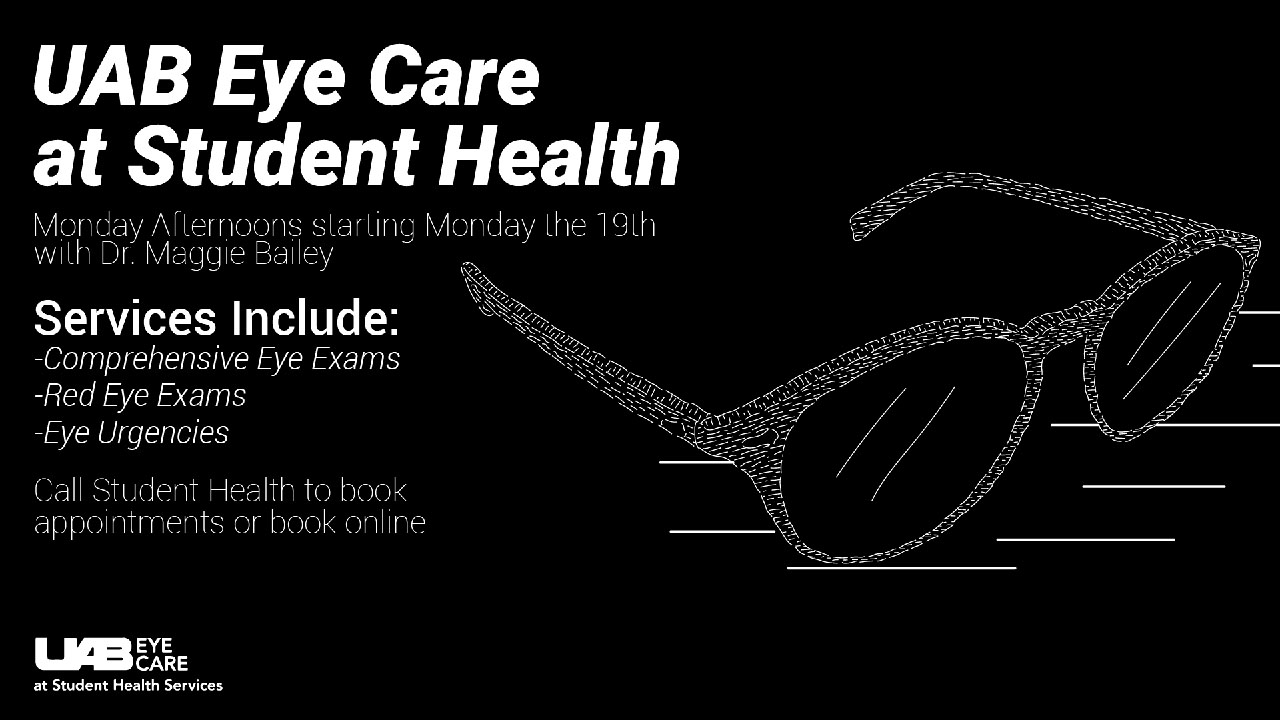 UAB Eye Care
at Student Health
Monday Afternoons starting Monday the 19th
with Dr. Maggie Bailey
Services Include:
-Comprehensive Eye Exams
-Red Eye Exams
-Eye Urgencies
Call Student Health to book
appointments or book online
UAB EYE
CARE
at Student Health Services